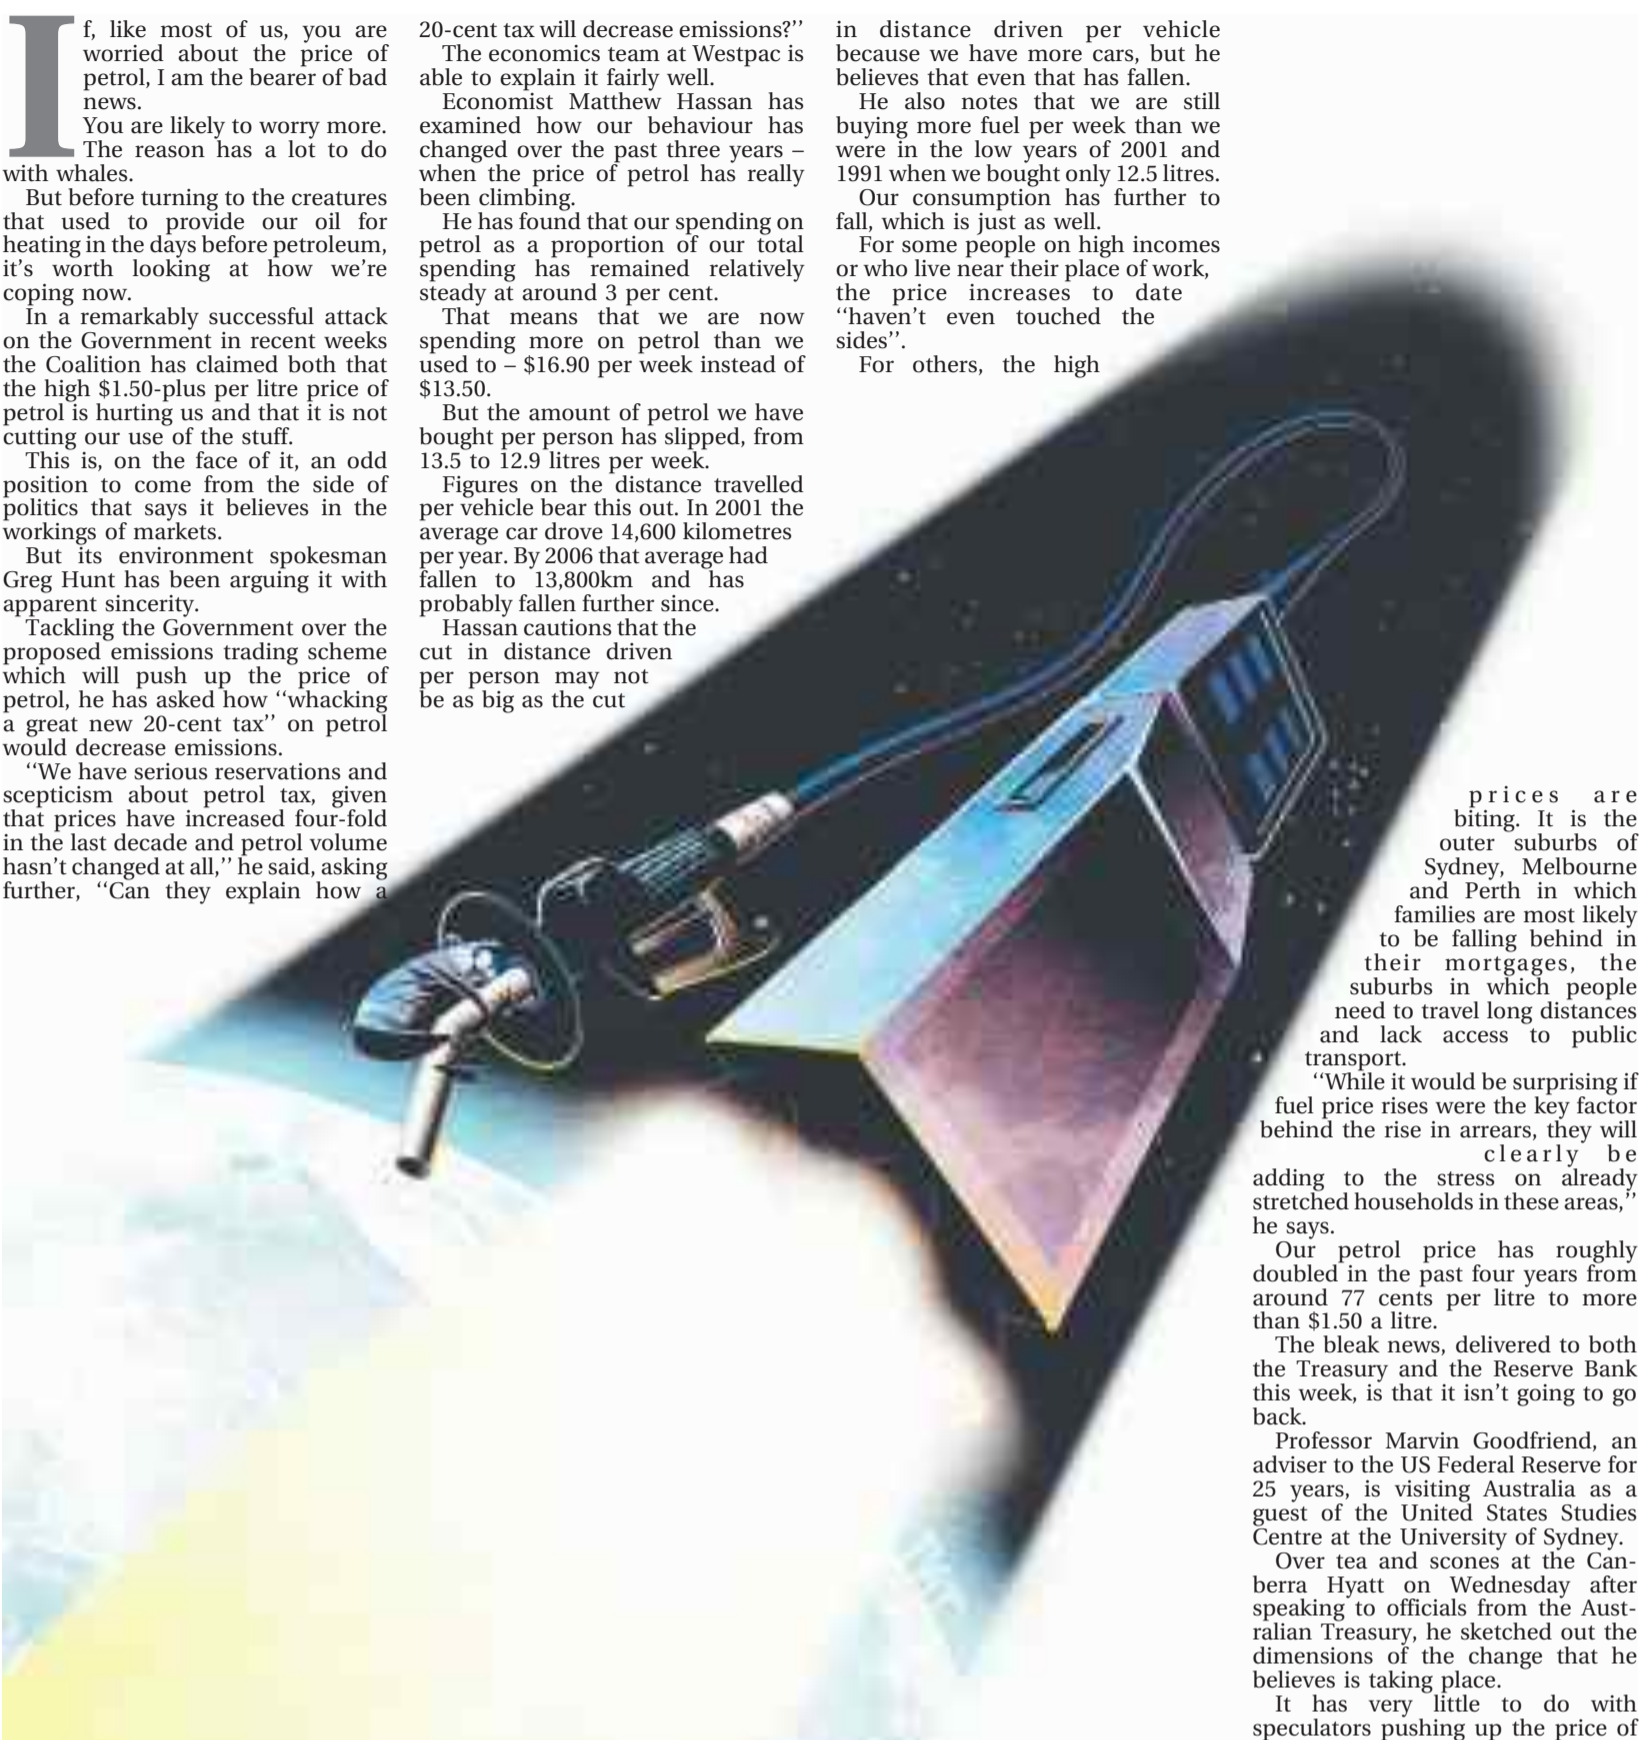 If, like most of us, you are
worried about the price of
petrol, I am the bearer of bad
news.
You are likely to worry more.
The reason has a lot to do
with whales.
But before turning to the creatures
that used to provide our oil for
heating in the days before petroleum,
it's worth looking at how we're
coping now.
In a remarkably successful attack
on the Government in recent weeks
the Coalition has claimed both that
the high $1.50-plus per litre price of
petrol is hurting us and that it is not
cutting our use of the stuff.
This is, on the face of it, an odd
position to come from the side of
politics that says it believes in the
workings of markets.
But its environment spokesman
Greg Hunt has been arguing it with
apparent sincerity.
Tackling the Government over the
proposed emissions trading scheme
which will push up the price of
petrol, he has asked how ‘‘whacking
a great new 20-cent tax’’ on petrol
would decrease emissions.
‘‘We have serious reservations and
scepticism about petrol tax, given
that prices have increased four-fold
in the last decade and petrol volume
hasn't changed at all,’’ he said, asking
further, ‘‘Can they explain how a
20-cent tax will decrease emissions?’’
The economics team at Westpac is
able to explain it fairly well.
Economist Matthew Hassan has
examined how our behaviour has
changed over the past three years –
when the price of petrol has really
been climbing.
He has found that our spending on
petrol as a proportion of our total
spending has remained relatively
steady at around 3 per cent.
That means that we are now
spending more on petrol than we
used to – $16.90 per week instead of
$13.50.
But the amount of petrol we have
bought per person has slipped, from
13.5 to 12.9 litres per week.
Figures on the distance travelled
per vehicle bear this out. In 2001 the
average car drove 14,600 kilometres
per year. By 2006 that average had
fallen to 13,800km and has
probably fallen further since.
Hassan cautions that the
cut in distance driven
per person may not
be as big as the cut
in distance driven per vehicle
because we have more cars, but he
believes that even that has fallen.
He also notes that we are still
buying more fuel per week than we
were in the low years of 2001 and
1991 when we bought only 12.5 litres.
Our consumption has further to
fall, which is just as well.
For some people on high incomes
or who live near their place of work,
the price increases to date
‘‘haven't even touched the
sides’’.
For others, the high
prices are
biting. It is the
outer suburbs of
Sydney, Melbourne
and Perth in which
families are most likely
to be falling behind in
their mortgages, the
suburbs in which people
need to travel long distances
and lack access to public
transport.
‘‘While it would be surprising if
fuel price rises were the key factor
behind the rise in arrears, they will
clearly be
adding to the stress on already
stretched households in these areas,’’
he says.
Our petrol price has roughly
doubled in the past four years from
around 77 cents per litre to more
than $1.50 a litre.
The bleak news, delivered to both
the Treasury and the Reserve Bank
this week, is that it isn't going to go
back.
Professor Marvin Goodfriend, an
adviser to the US Federal Reserve for
25 years, is visiting Australia as a
guest of the United States Studies
Centre at the University of Sydney.
Over tea and scones at the Can-
berra Hyatt on Wednesday after
speaking to officials from the Aust-
ralian Treasury, he sketched out the
dimensions of the change that he
believes is taking place.
It has very little to do with
speculators pushing up the price of